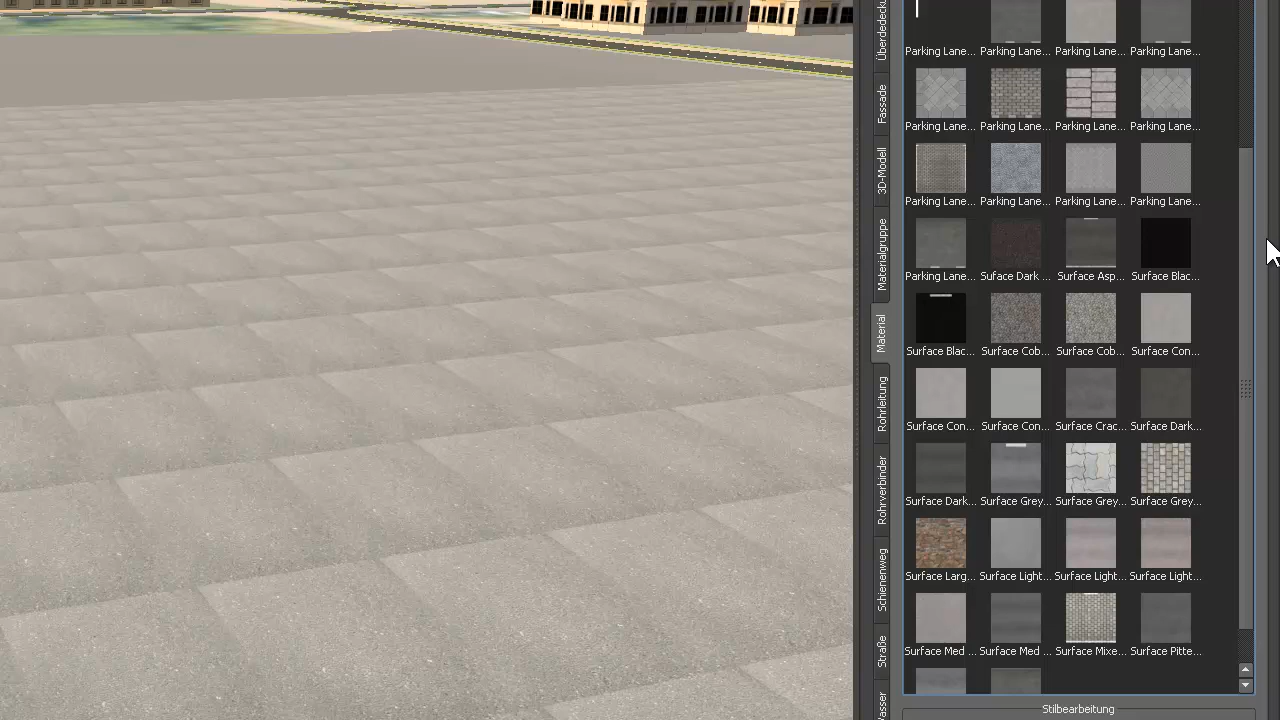 Überdedecku
Fassade
3D-Modell
Materialgruppe
Material
Rohrleitung
Rohrverbinder
Schienenweg
Straße
Parking Lane... Parking Lane... Parking Lane... Parking Lane...
Parking Lane... Parking Lane... Parking Lane... Parking Lane...
Parking Lane... Parking Lane... Parking Lane... Parking Lane...
Parking Lane... Suface Dark ... Surface Asp... Surface Blac...
Surface Blac... Surface Cob... Surface Cob... Surface Con...
Surface Con... Surface Con... Surface Crac... Surface Dark...
Surface Dark... Surface Grey... Surface Grey... Surface Grey...
Surface Larg... Surface Light... Surface Light... Surface Light...
Surface Med ... Surface Med ... Surface Mixe... Surface Pitte...
Stilbearbeitung